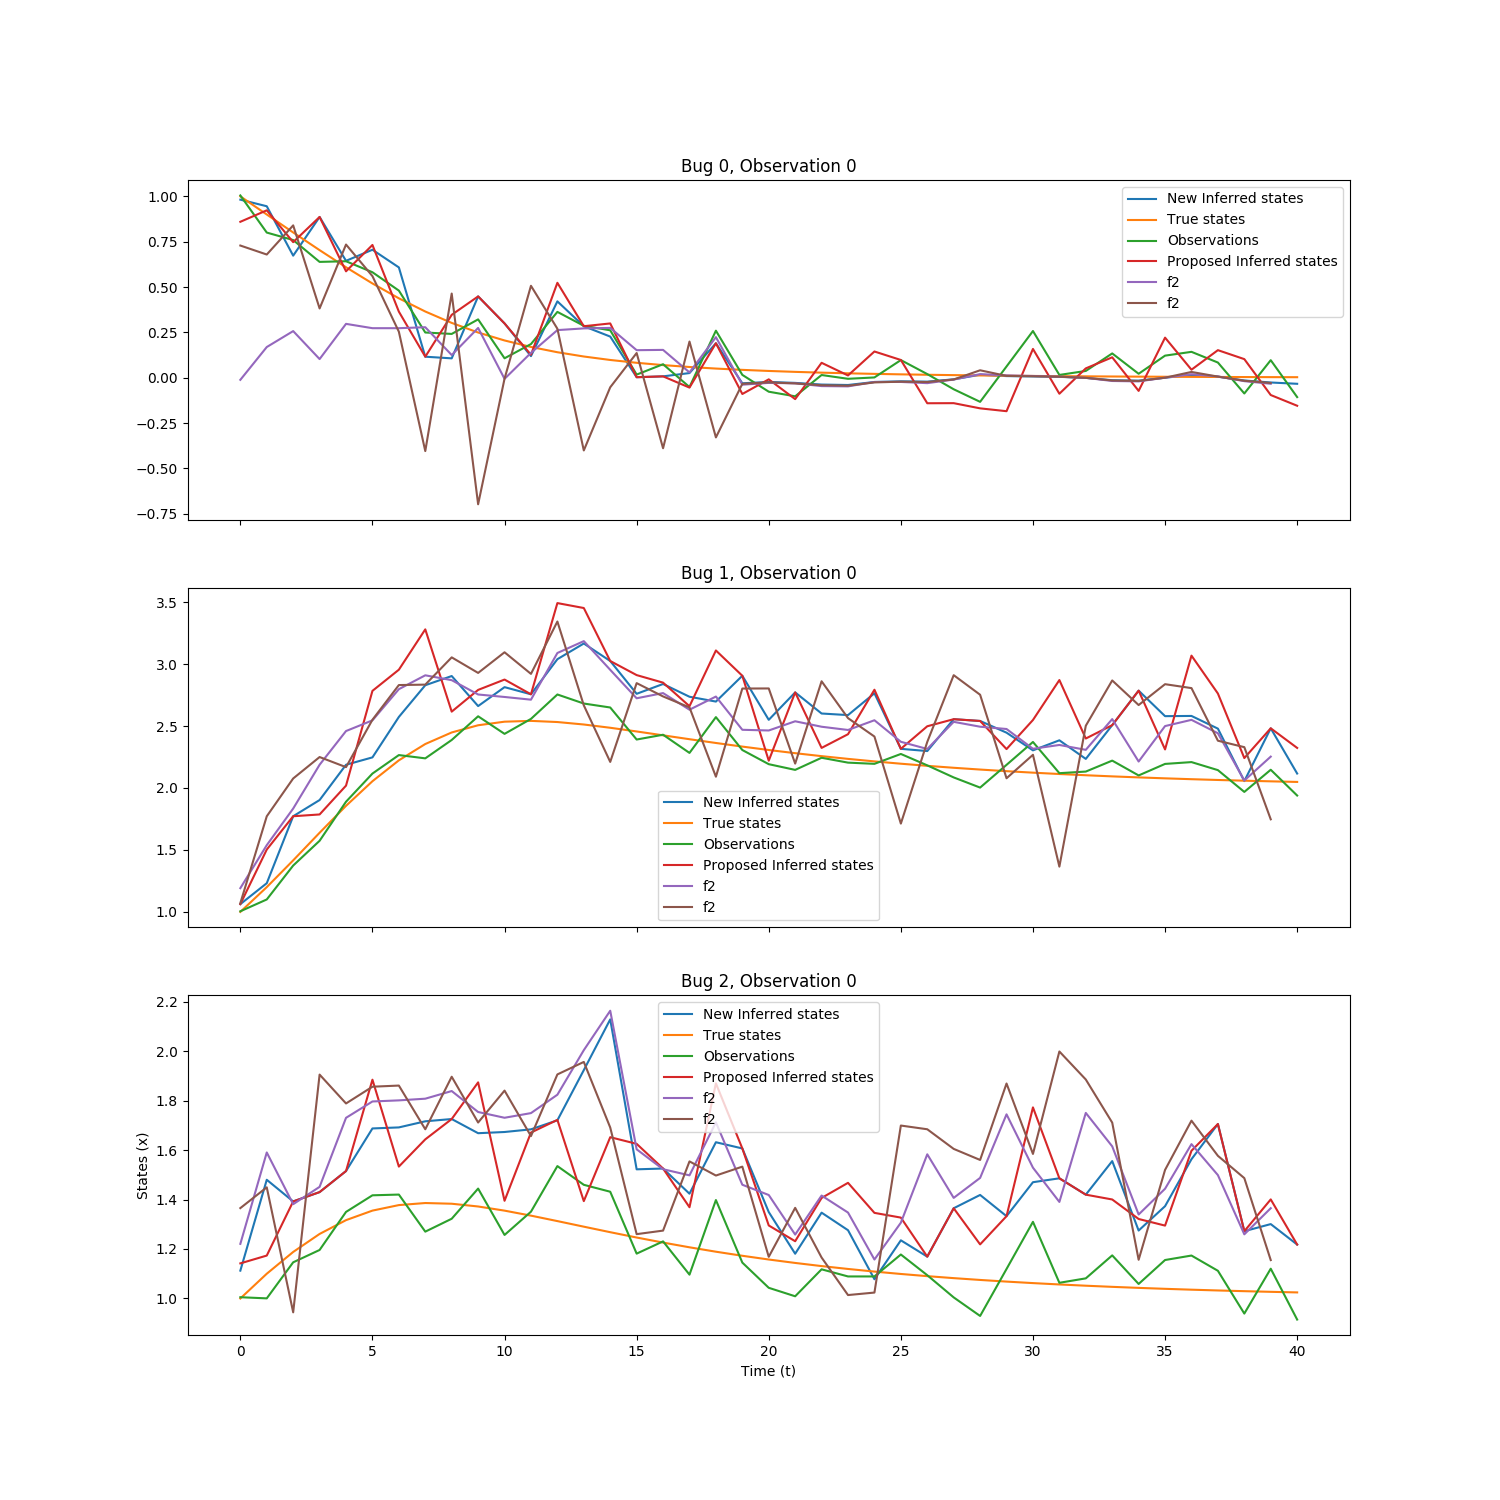 Bug 0, Observation 0
1.00
0.75
0.50
0.25
0.00
−0.25
−0.50
−0.75
New Inferred states
True states
Observations
Proposed Inferred states
f2
f2
Bug 1, Observation 0
3.5
3.0
2.5
2.0
1.5
1.0
New Inferred states
True states
Observations
Proposed Inferred states
f2
f2
Bug 2, Observation 0
2.2
2.0
1.8
1.6
1.4
1.2
1.0
States (x)
New Inferred states
True states
Observations
Proposed Inferred states
f2
f2
0 5 10 15 20 25 30 35 40
Time (t)